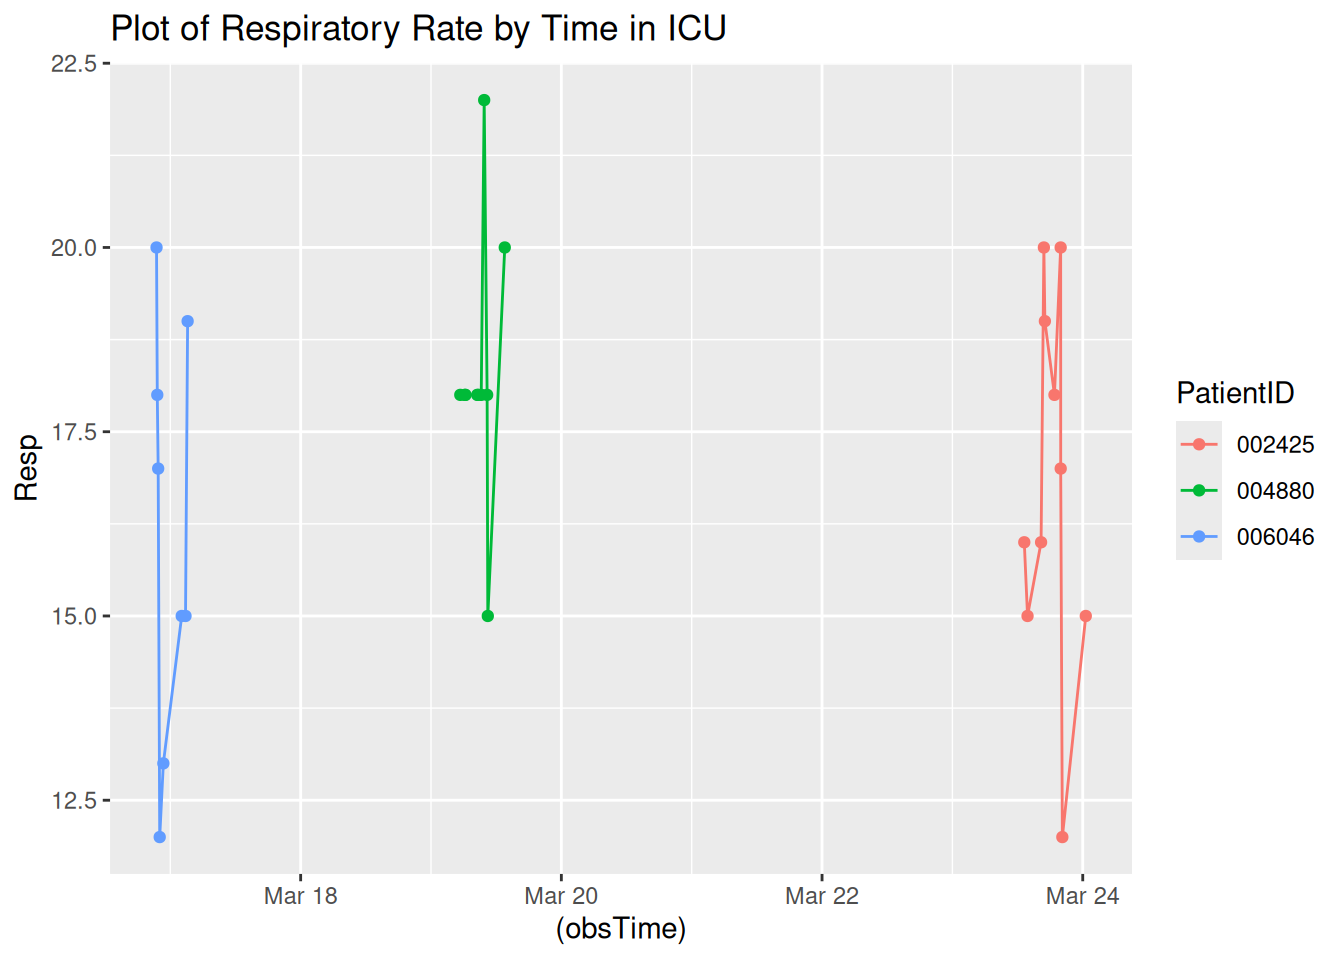 Plot of Respiratory Rate by Time in ICU
22.5
20.0
17.5
15.0
12.5
Resp
Mar 18
Mar 20
Mar 22
Mar 24
(obsTime)
PatientID
002425
004880
006046